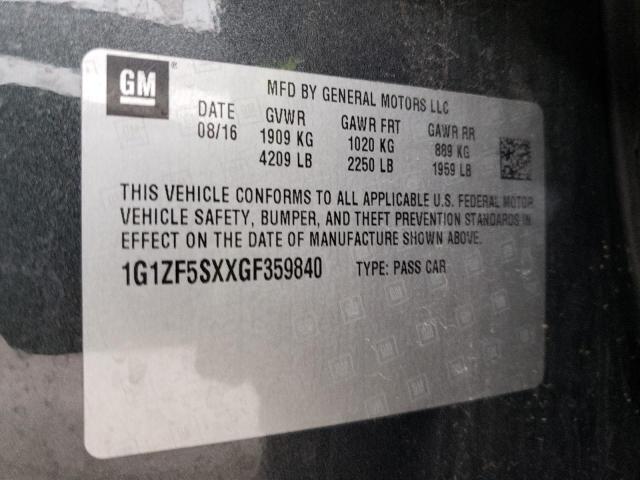 GM
MFD BY GENERAL MOTORS LLC
DATE GVWR GAWR FRT GAWR RR
08/16 1909 KG 1020 KG 889 KG
4209 LB 2250 LB 1959 LB
THIS VEHICLE CONFORMS TO ALL APPLICABLE U.S. FEDERAL MOTOR
VEHICLE SAFETY, BUMPER, AND THEFT PREVENTION STANDARDS IN
EFFECT ON THE DATE OF MANUFACTURE SHOWN ABOVE.
1G1ZF5SXXGF359840 TYPE: PASS CAR